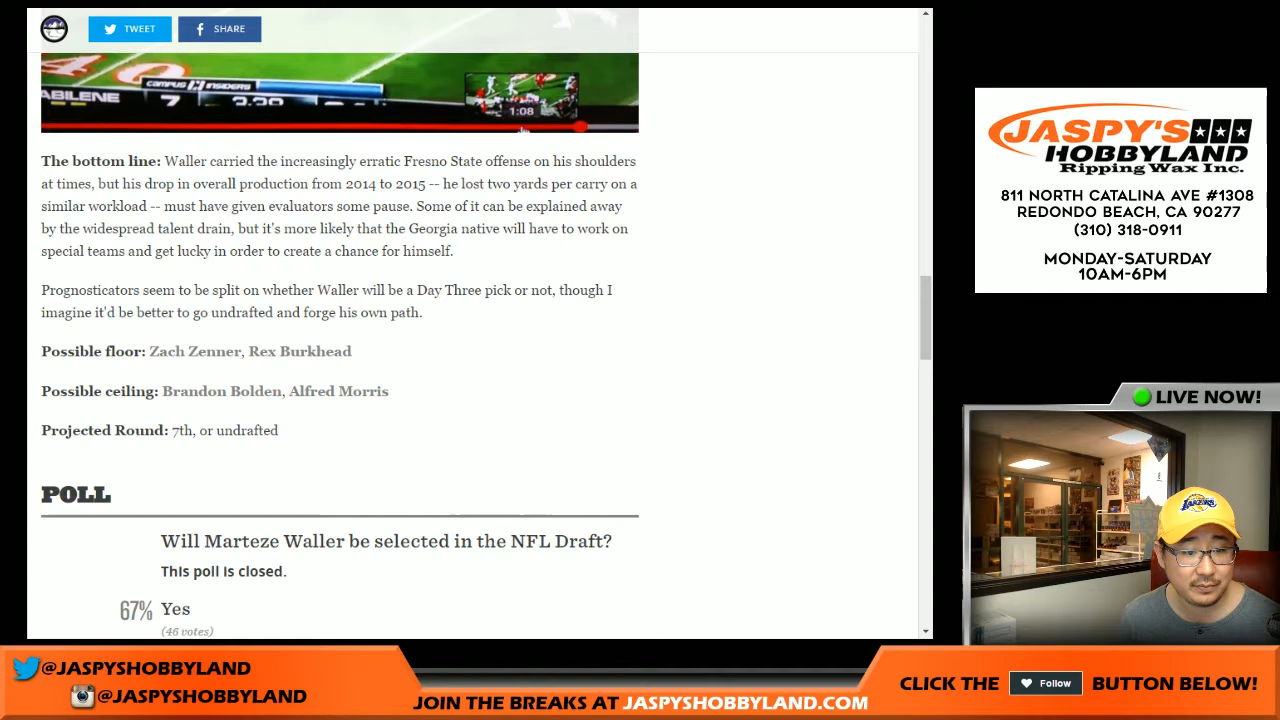 TWEET
SHARE
40
CAMPUS INSIDERS
ABILENE
7
3:39
1:08
The bottom line: Waller carried the increasingly erratic Fresno State offense on his shoulders
at times, but his drop in overall production from 2014 to 2015 -- he lost two yards per carry on a
similar workload -- must have given evaluators some pause. Some of it can be explained away
by the widespread talent drain, but it's more likely that the Georgia native will have to work on
special teams and get lucky in order to create a chance for himself.
Prognosticators seem to be split on whether Waller will be a Day Three pick or not, though I
imagine it'd be better to go undrafted and forge his own path.
Possible floor: Zach Zenner, Rex Burkhead
Possible ceiling: Brandon Bolden, Alfred Morris
Projected Round: 7th, or undrafted
POLL
Will Marteze Waller be selected in the NFL Draft?
This poll is closed.
67% Yes
(46 votes)
JASPY'S
HOBBYLAND
Ripping Wax Inc.
811 NORTH CATALINA AVE #1308
REDONDO BEACH, CA 90277
(310) 318-0911
MONDAY-SATURDAY
10AM-6PM
LIVE NOW!
LAKERS
@JASPYSHOBBYLAND
@JASPYSHOBBYLAND
JOIN THE BREAKS AT JASPYSHOBBYLAND.COM
CLICK THE Follow BUTTON BELOW!